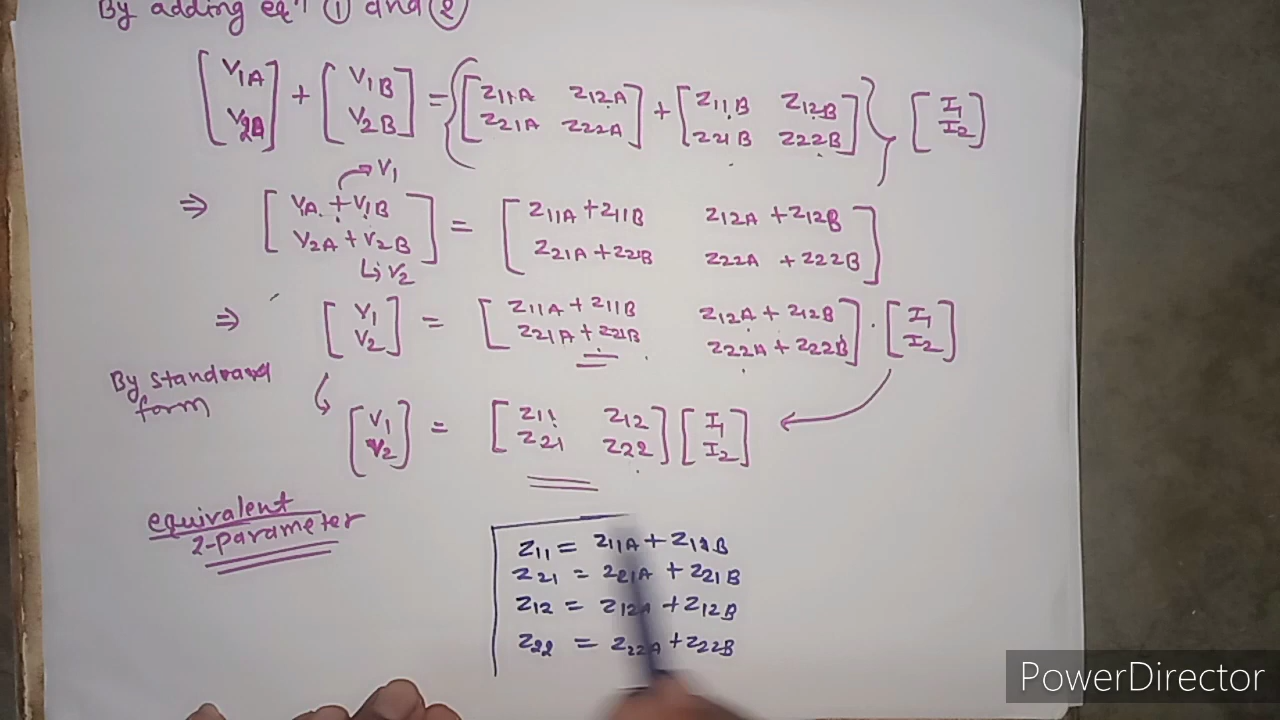 By adding eqn ① and ②
[V1A V2A] + [V1B V2B] = { [Z11A Z12A Z21A Z22A] + [Z11B Z12B Z21B Z22B] } [I1 I2]
→ V1
⇒ [VA + V1B V2A + V2B] = [Z11A + Z11B Z12A + Z12B Z21A + Z21B Z22A + Z22B]
↳ V2
⇒ [V1 V2] = [Z11A + Z11B Z12A + Z12B Z21A + Z21B Z22A + Z22B] . [I1 I2]
By standrawd
form
[V1 V2] = [Z11 Z12 Z21 Z22] [I1 I2]
equivalent
Z-parameter
Z11 = Z11A + Z11B
Z21 = Z21A + Z21B
Z12 = Z12A + Z12B
Z22 = Z22A + Z22B
PowerDirector